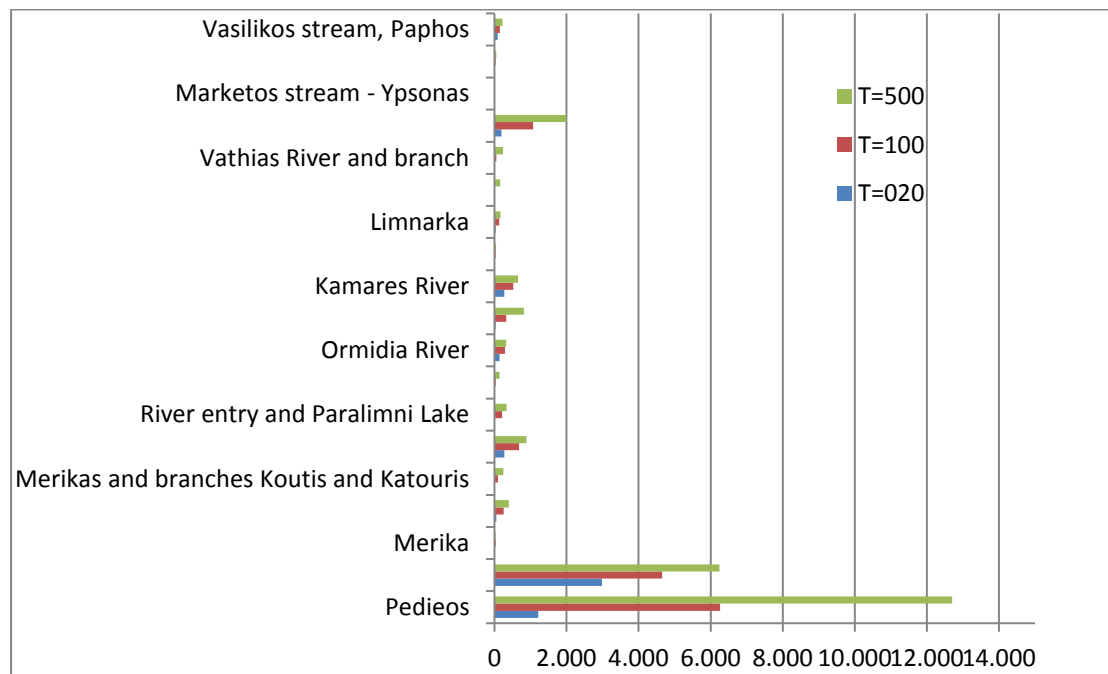 Vasilikos stream, Paphos
Marketos stream - Ypsonas
Vathias River and branch
Limnarka
Kamares River
Ormidia River
River entry and Paralimni Lake
Merikas and branches Koutis and Katouris
Merika
Pedieos
T=500
T=100
T=020
0 2.000 4.000 6.000 8.000 10.000 12.000 14.000